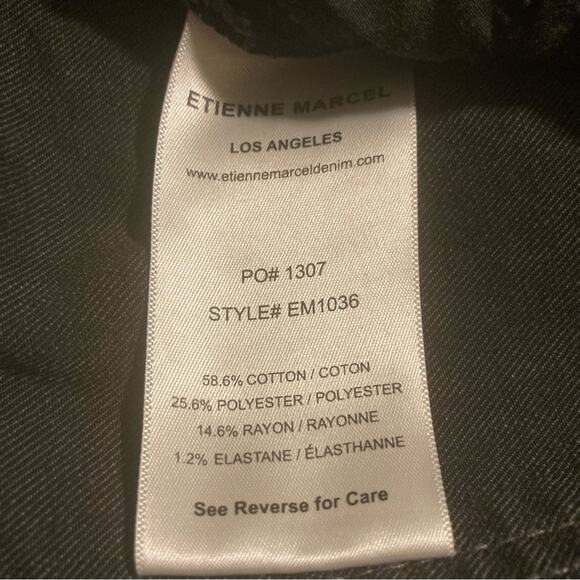 ETIENNE MARCEL
LOS ANGELES
www.etiennemarceldenim.com
PO# 1307
STYLE# EM1036
58.6% COTTON / COTON
25.6% POLYESTER / POLYESTER
14.6% RAYON / RAYONNE
1.2% ELASTANE / ÉLASTHANNE
See Reverse for Care